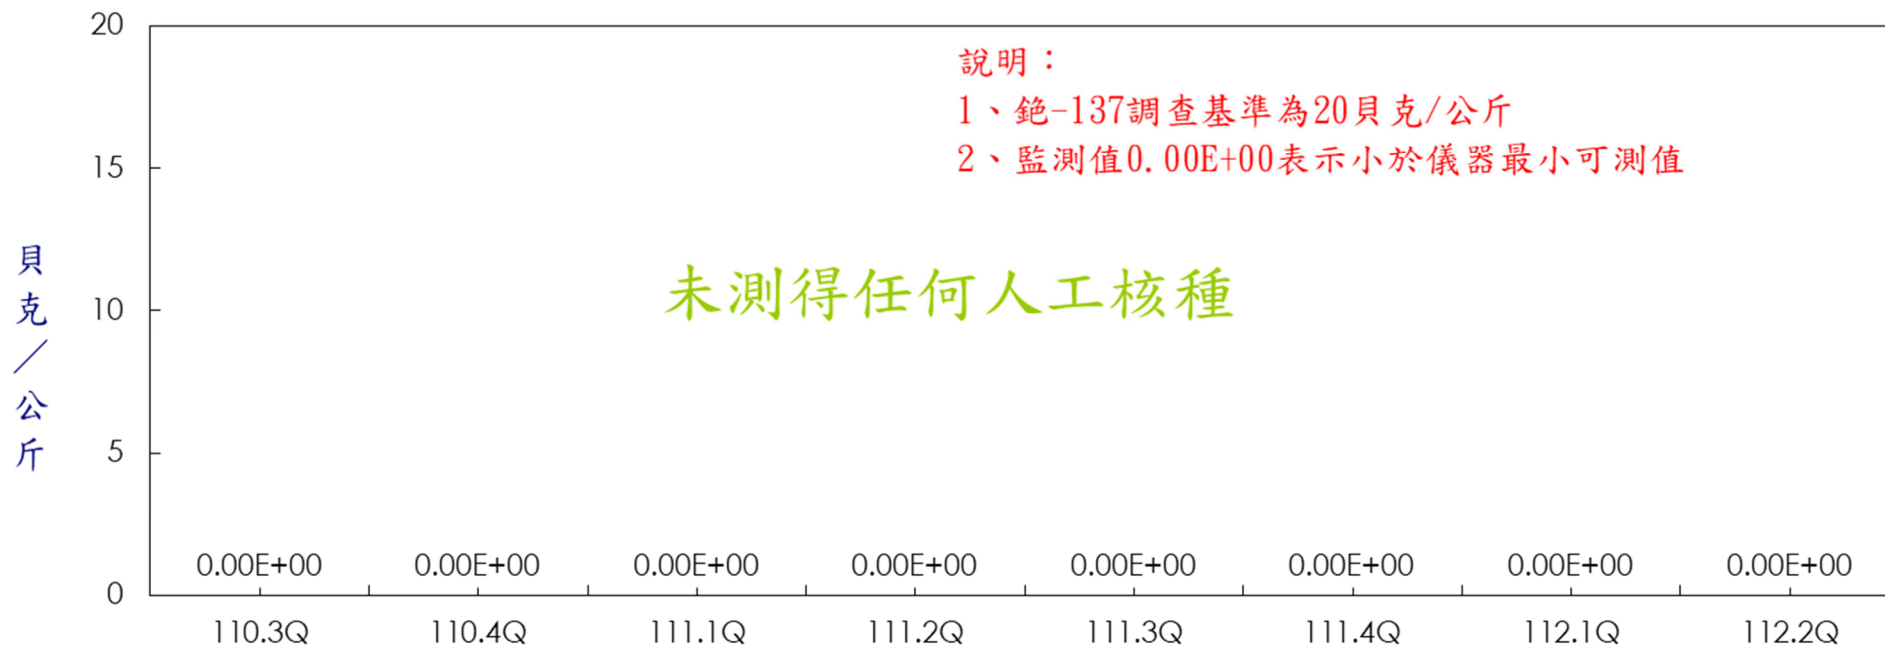 20
說明：
1、銫-137調查基準為20貝克/公斤
2、監測值0.00E+00表示小於儀器最小可測值
15
貝克／公斤
未測得任何人工核種
10
5
0.00E+00 0.00E+00 0.00E+00 0.00E+00 0.00E+00 0.00E+00 0.00E+00 0.00E+00
0
110.3Q 110.4Q 111.1Q 111.2Q 111.3Q 111.4Q 112.1Q 112.2Q